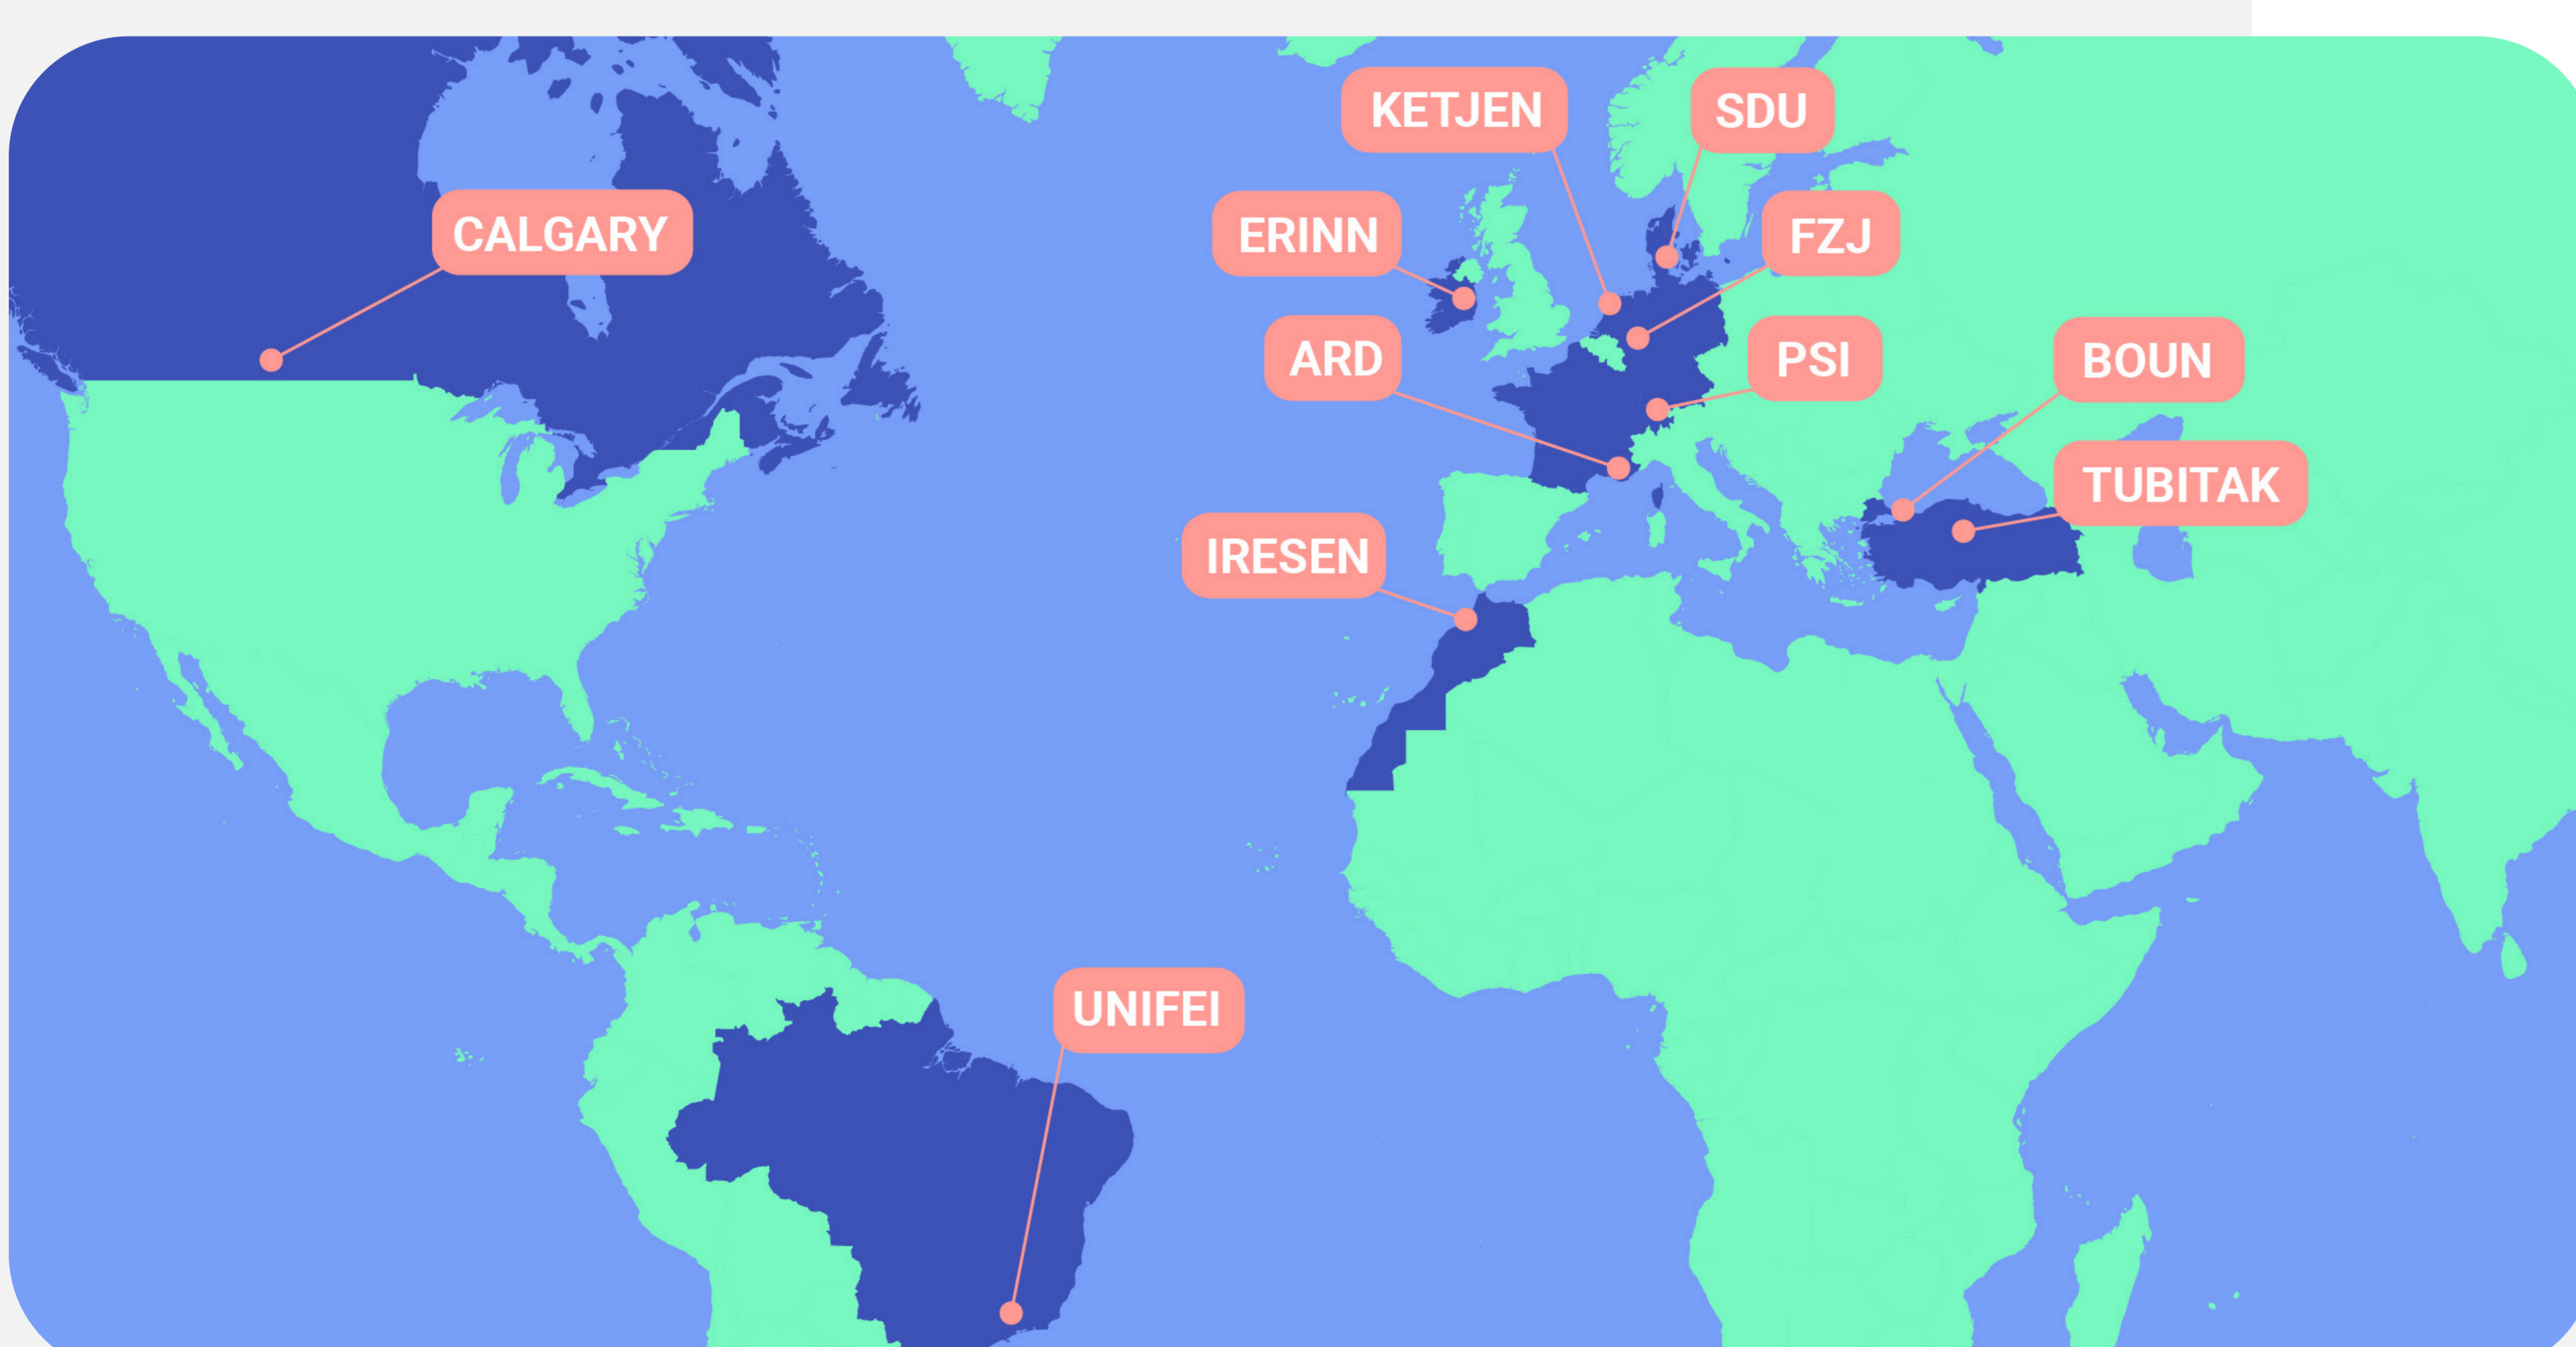 KETJEN
SDU
CALGARY
ERINN
FZJ
ARD
PSI
BOUN
TUBITAK
IRESEN
UNIFEI